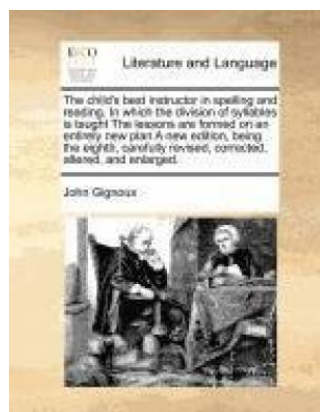 ECCO
Literature and Language
The child's best instructor in spelling and
reading. In which the division of syllables
is taught The lessons are formed on an
entirely new plan A new edition, being
the eighth, carefully revised, corrected,
altered, and enlarged.
John Gignoux